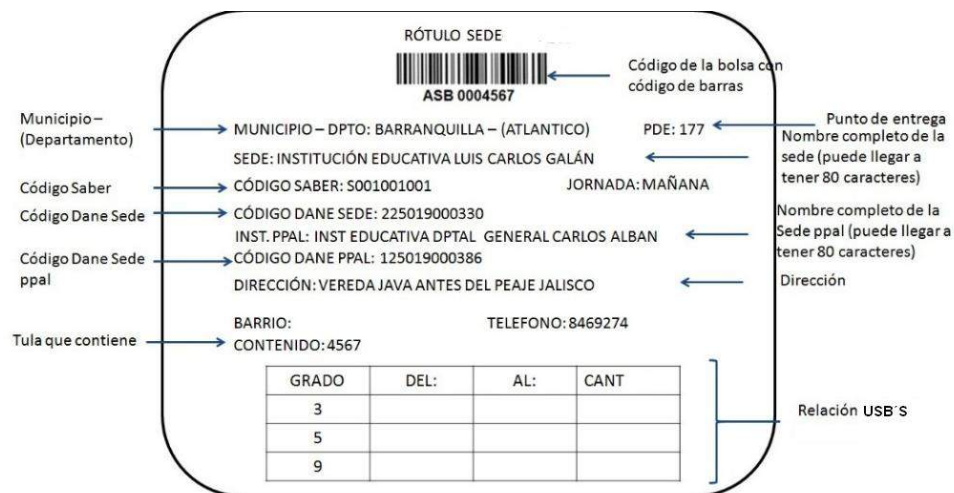 RÓTULO SEDE
Código de la bolsa con
código de barras
ASB 0004567
Municipio –
(Departamento)
MUNICIPIO – DPTO: BARRANQUILLA – (ATLANTICO) PDE: 177
Punto de entrega
SEDE: INSTITUCIÓN EDUCATIVA LUIS CARLOS GALÁN
Nombre completo de la
sede (puede llegar a
tener 80 caracteres)
Código Saber
CÓDIGO SABER: S001001001 JORNADA: MAÑANA
Código Dane Sede
CÓDIGO DANE SEDE: 225019000330
INST. PPAL: INST EDUCATIVA DPTAL GENERAL CARLOS ALBAN
Nombre completo de la
Sede ppal (puede llegar a
tener 80 caracteres)
Código Dane Sede
ppal
CÓDIGO DANE PPAL: 125019000386
DIRECCIÓN: VEREDA JAVA ANTES DEL PEAJE JALISCO
Dirección
BARRIO: TELEFONO: 8469274
Tula que contiene
CONTENIDO: 4567
GRADO DEL: AL: CANT
3
5
9
Relación USB´S